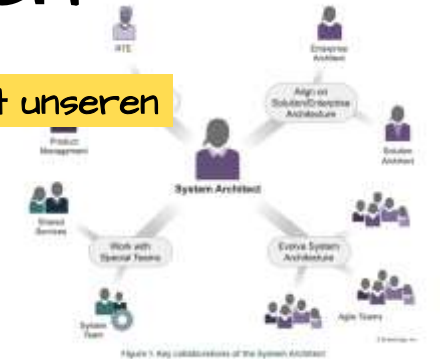 RTE
Enterprise
Architect
Align on
Solution/Enterprise
Architecture
t unseren
Product
Management
Solution
Architect
System Architect
Shared
Services
Work with
Special Teams
Evolve System
Architecture
System
Team
Agile Teams
Figure 1. Key collaborations of the System Architect